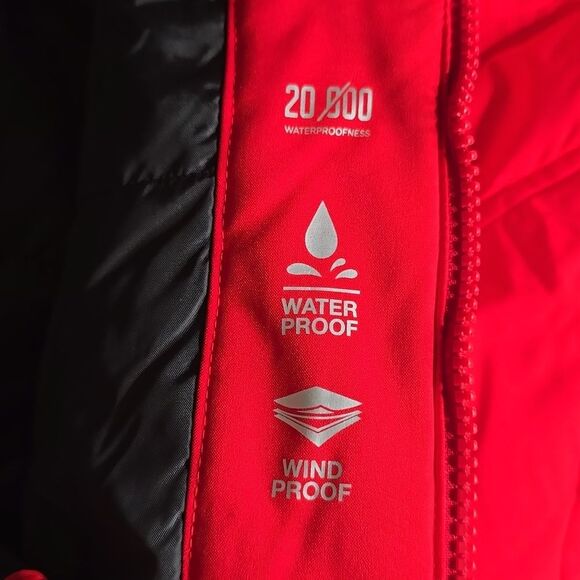 20 000
WATERPROOFNESS
WATER
PROOF
WIND
PROOF